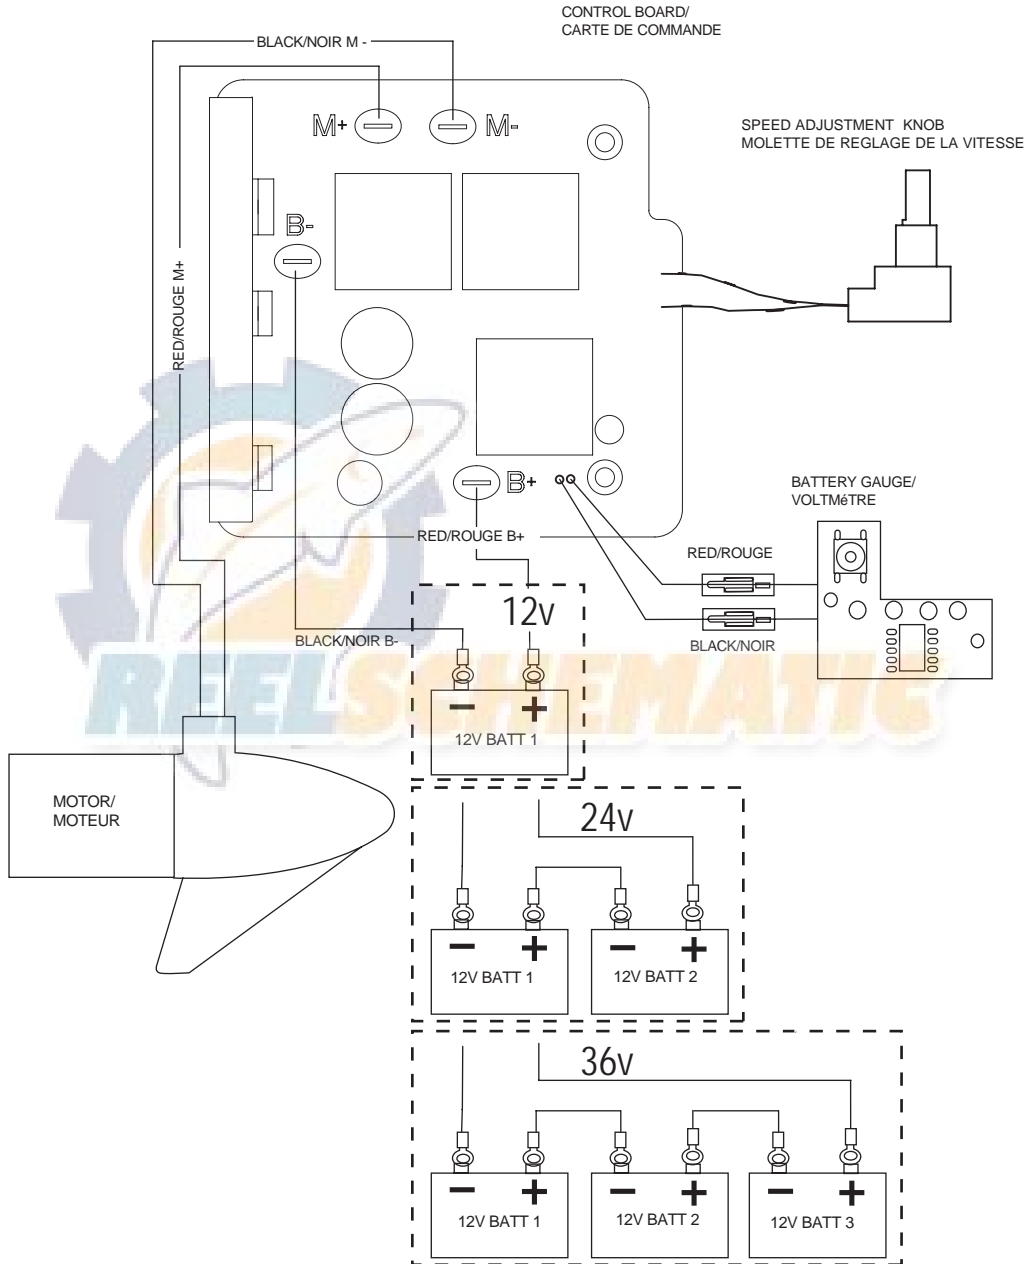 CONTROL BOARD/
CARTE DE COMMANDE
BLACK/NOIR M -
M+
M-
SPEED ADJUSTMENT KNOB
MOLETTE DE REGLAGE DE LA VITESSE
B-
RED/ROUGE M+
B+
BATTERY GAUGE/
VOLTMéTRE
RED/ROUGE B+
RED/ROUGE
12v
BLACK/NOIR B-
BLACK/NOIR
REELSCHEMATIC
- +
12V BATT 1
MOTOR/
MOTEUR
24v
- + - +
12V BATT 1
12V BATT 2
36v
- + - + - +
12V BATT 1
12V BATT 2
12V BATT 3